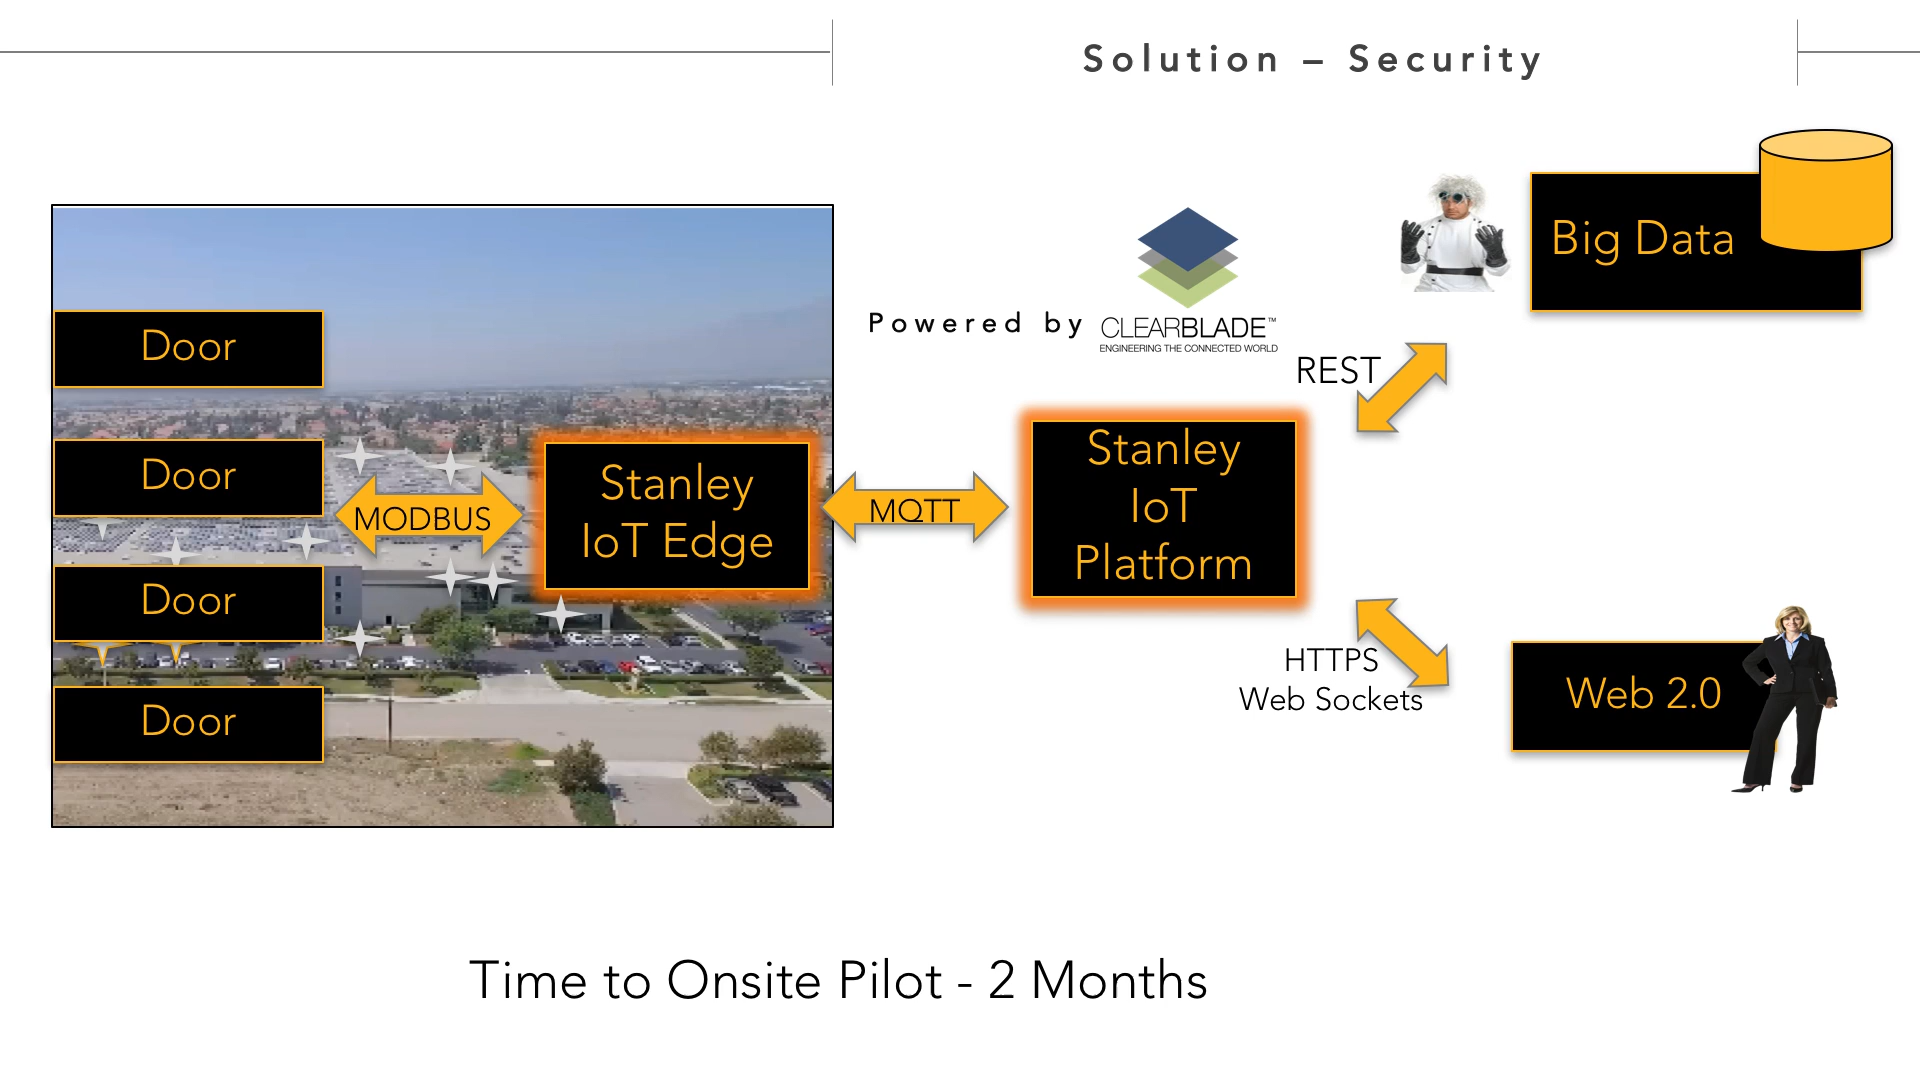 Solution – Security
Big Data
Powered by
CLEARBLADE™
ENGINEERING THE CONNECTED WORLD
Door
REST
Door
MODBUS
Stanley
IoT Edge
MQTT
Stanley
IoT
Platform
Door
HTTPS
Web Sockets
Web 2.0
Door
Time to Onsite Pilot - 2 Months